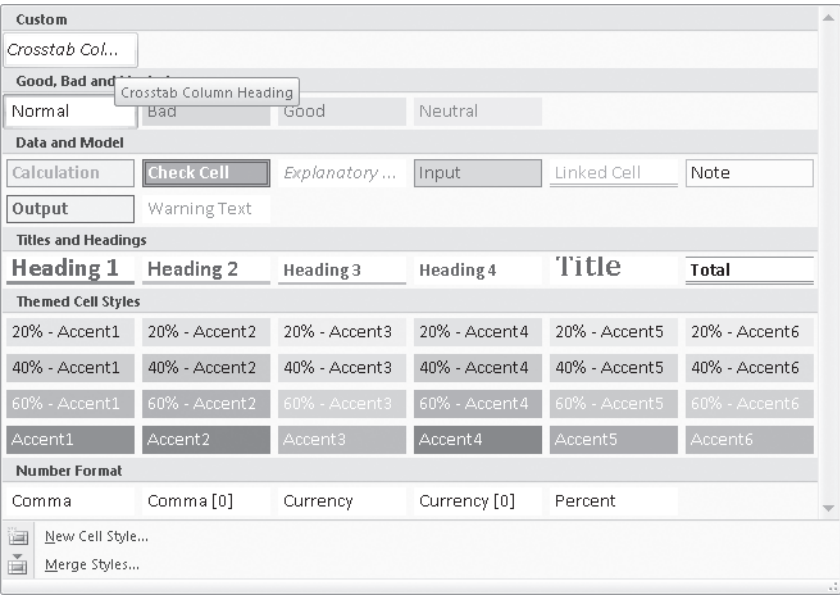 Custom
Crosstab Col...
Good, Bad and
Crosstab Column Heading
Normal Bad Good Neutral
Data and Model
Calculation Check Cell Explanatory ... Input Linked Cell Note
Output Warning Text
Titles and Headings
Heading 1 Heading 2 Heading 3 Heading 4 Title Total
Themed Cell Styles
20% - Accent1 20% - Accent2 20% - Accent3 20% - Accent4 20% - Accent5 20% - Accent6
40% - Accent1 40% - Accent2 40% - Accent3 40% - Accent4 40% - Accent5 40% - Accent6
60% - Accent1 60% - Accent2 60% - Accent3 60% - Accent4 60% - Accent5 60% - Accent6
Accent1 Accent2 Accent3 Accent4 Accent5 Accent6
Number Format
Comma Comma [0] Currency Currency [0] Percent
New Cell Style...
Merge Styles...